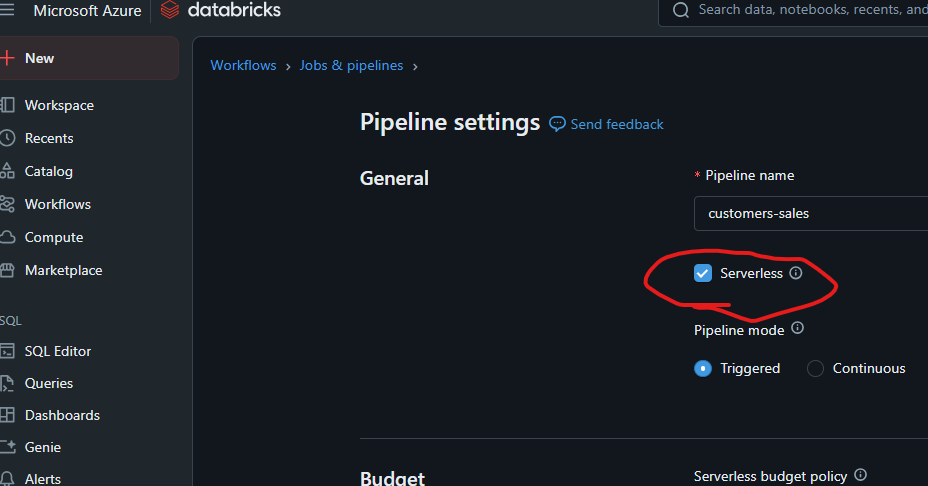 Microsoft Azure databricks
Search data, notebooks, recents, and
New
Workspace
Recents
Catalog
Workflows
Compute
Marketplace
SQL
SQL Editor
Queries
Dashboards
Genie
Alerts
Workflows › Jobs & pipelines ›
Pipeline settings Send feedback
General
* Pipeline name
customers-sales
Serverless
Pipeline mode
Triggered Continuous
Budget
Serverless budget policy